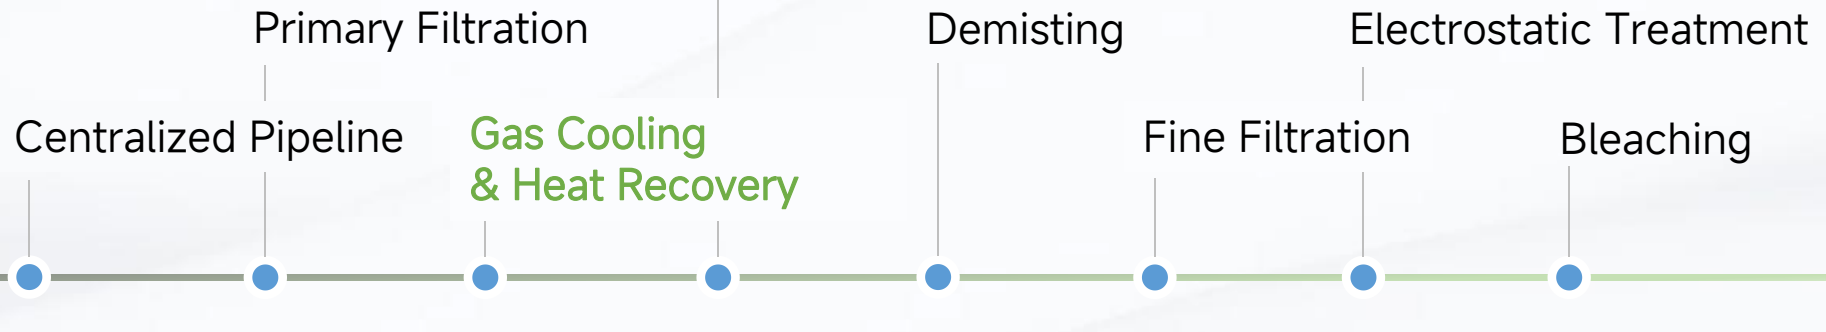 Primary Filtration
Demisting
Electrostatic Treatment
Centralized Pipeline
Gas Cooling
& Heat Recovery
Fine Filtration
Bleaching